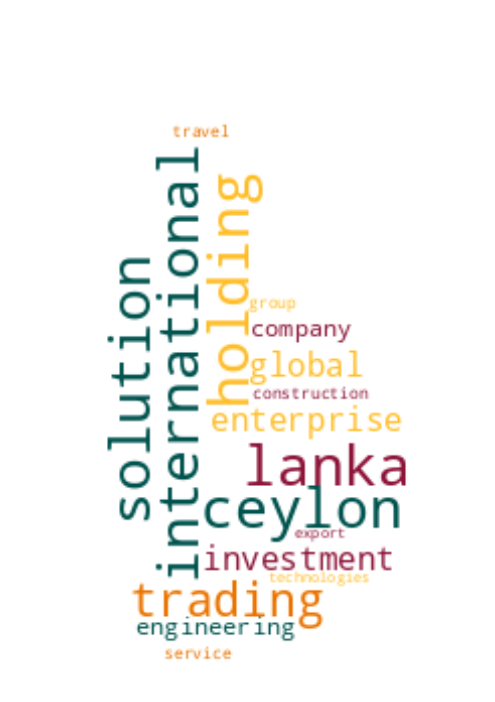 travel
international
solution
holding
group
company
global
construction
enterprise
lanka
ceylon
export
investment
technologies
trading
engineering
service